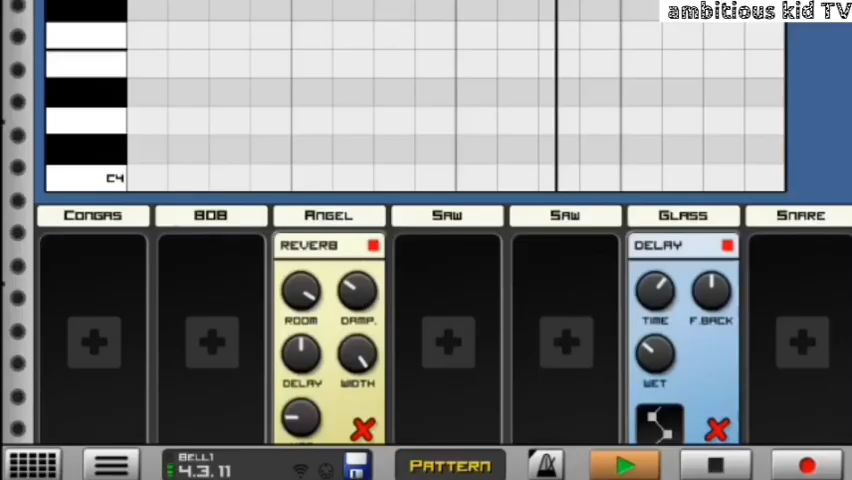 ambitious kid TV
C4
CONGAS 808 ANGEL SAW SAW GLASS SNARE
REVERB DELAY
ROOM DAMP. TIME F.BACK
DELAY WIDTH WET
BELL1
4.3.11 PATTERN